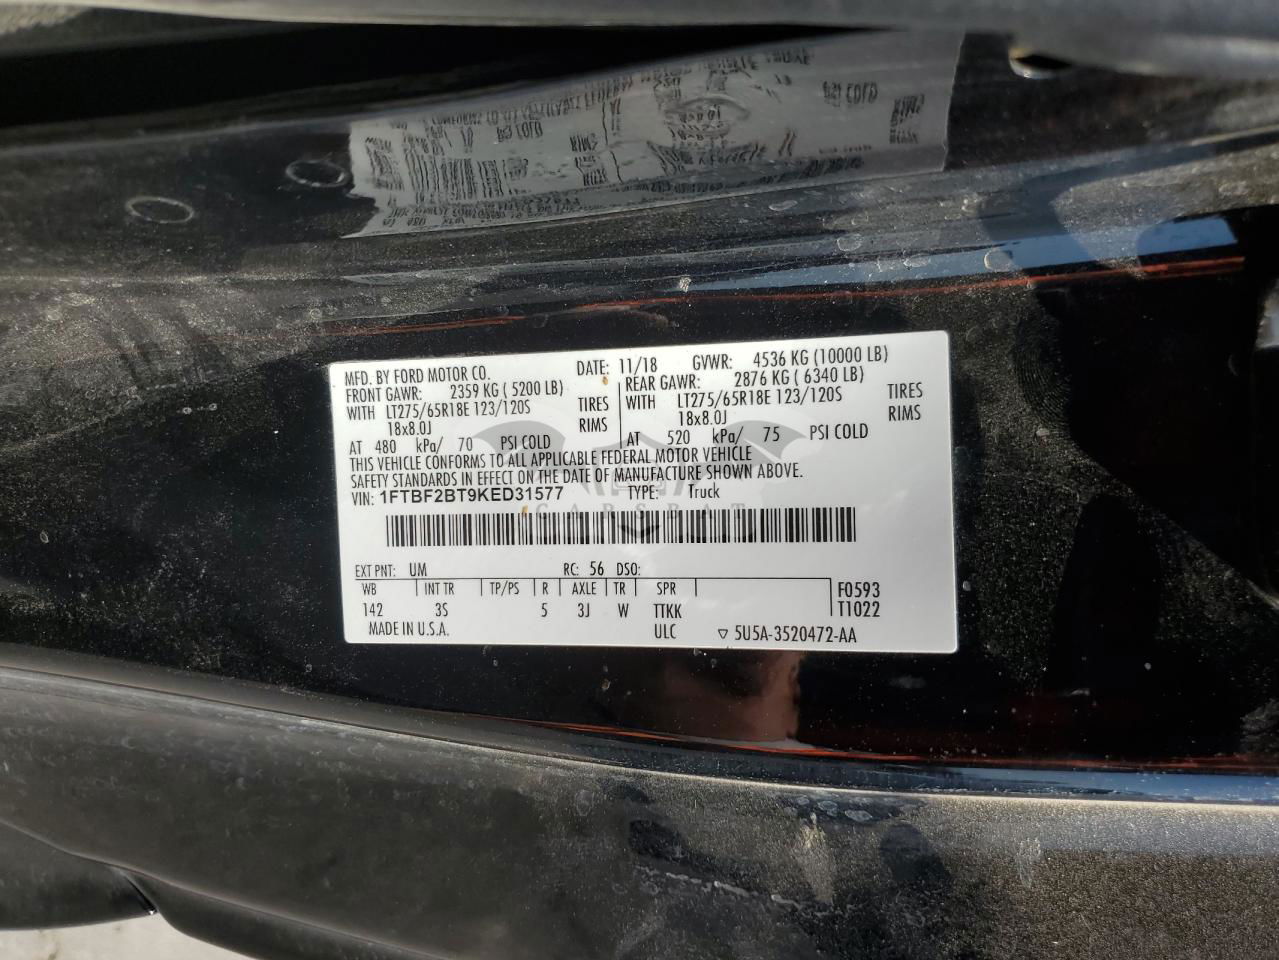 MFD. BY FORD MOTOR CO. DATE: 11/18 GVWR: 4536 KG (10000 LB)
FRONT GAWR: 2359 KG ( 5200 LB) REAR GAWR: 2876 KG ( 6340 LB)
WITH LT275/65R18E 123/120S TIRES WITH LT275/65R18E 123/120S TIRES
18x8.0J RIMS 18x8.0J RIMS
AT 480 kPa/ 70 PSI COLD AT 520 kPa/ 75 PSI COLD
THIS VEHICLE CONFORMS TO ALL APPLICABLE FEDERAL MOTOR VEHICLE
SAFETY STANDARDS IN EFFECT ON THE DATE OF MANUFACTURE SHOWN ABOVE.
VIN: 1FTBF2BT9KED31577 TYPE: Truck
CARSBAT
EXT PNT: UM RC: 56 DSO:
WB INT TR TP/PS R AXLE TR SPR F0593
142 3S 5 3J W TTKK T1022
MADE IN U.S.A. ULC ▽ 5U5A-3520472-AA